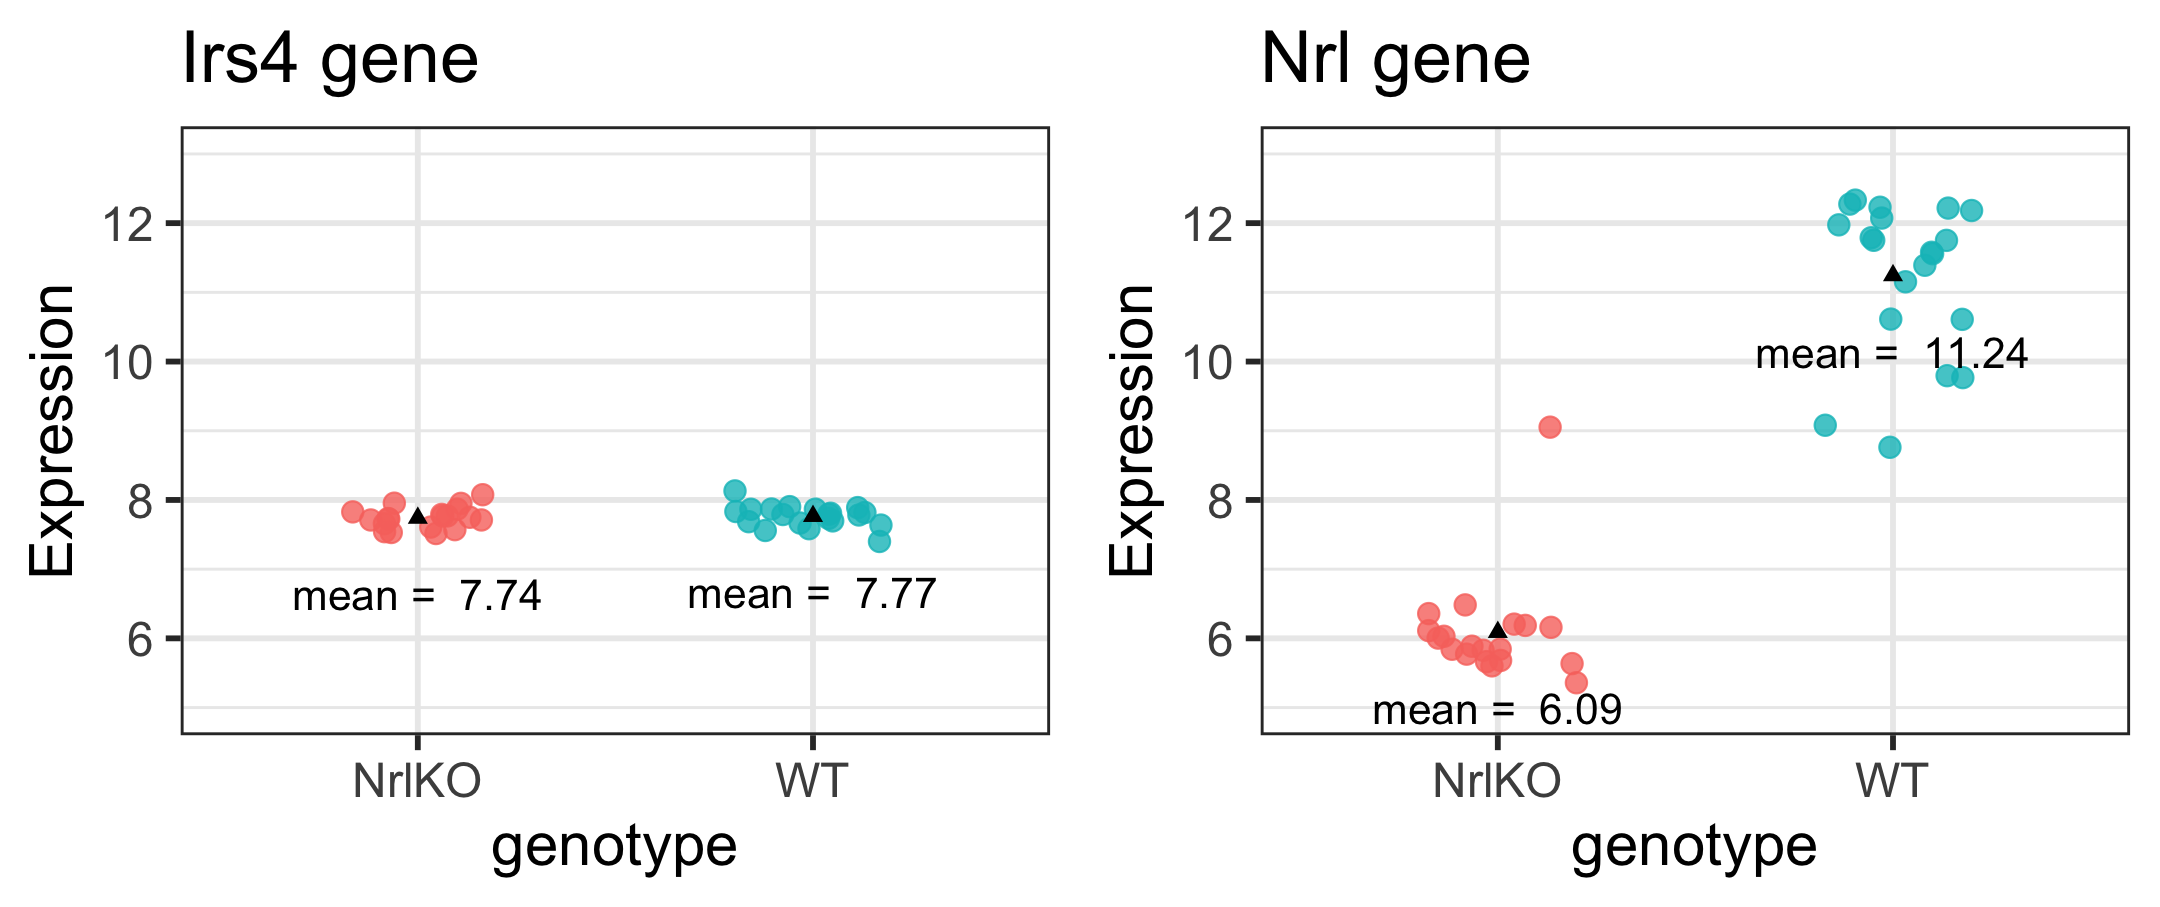 Irs4 gene
Expression
12
10
8
6
mean = 7.74
mean = 7.77
NrlKO
WT
genotype
Nrl gene
Expression
12
10
8
6
mean = 11.24
mean = 6.09
NrlKO
WT
genotype